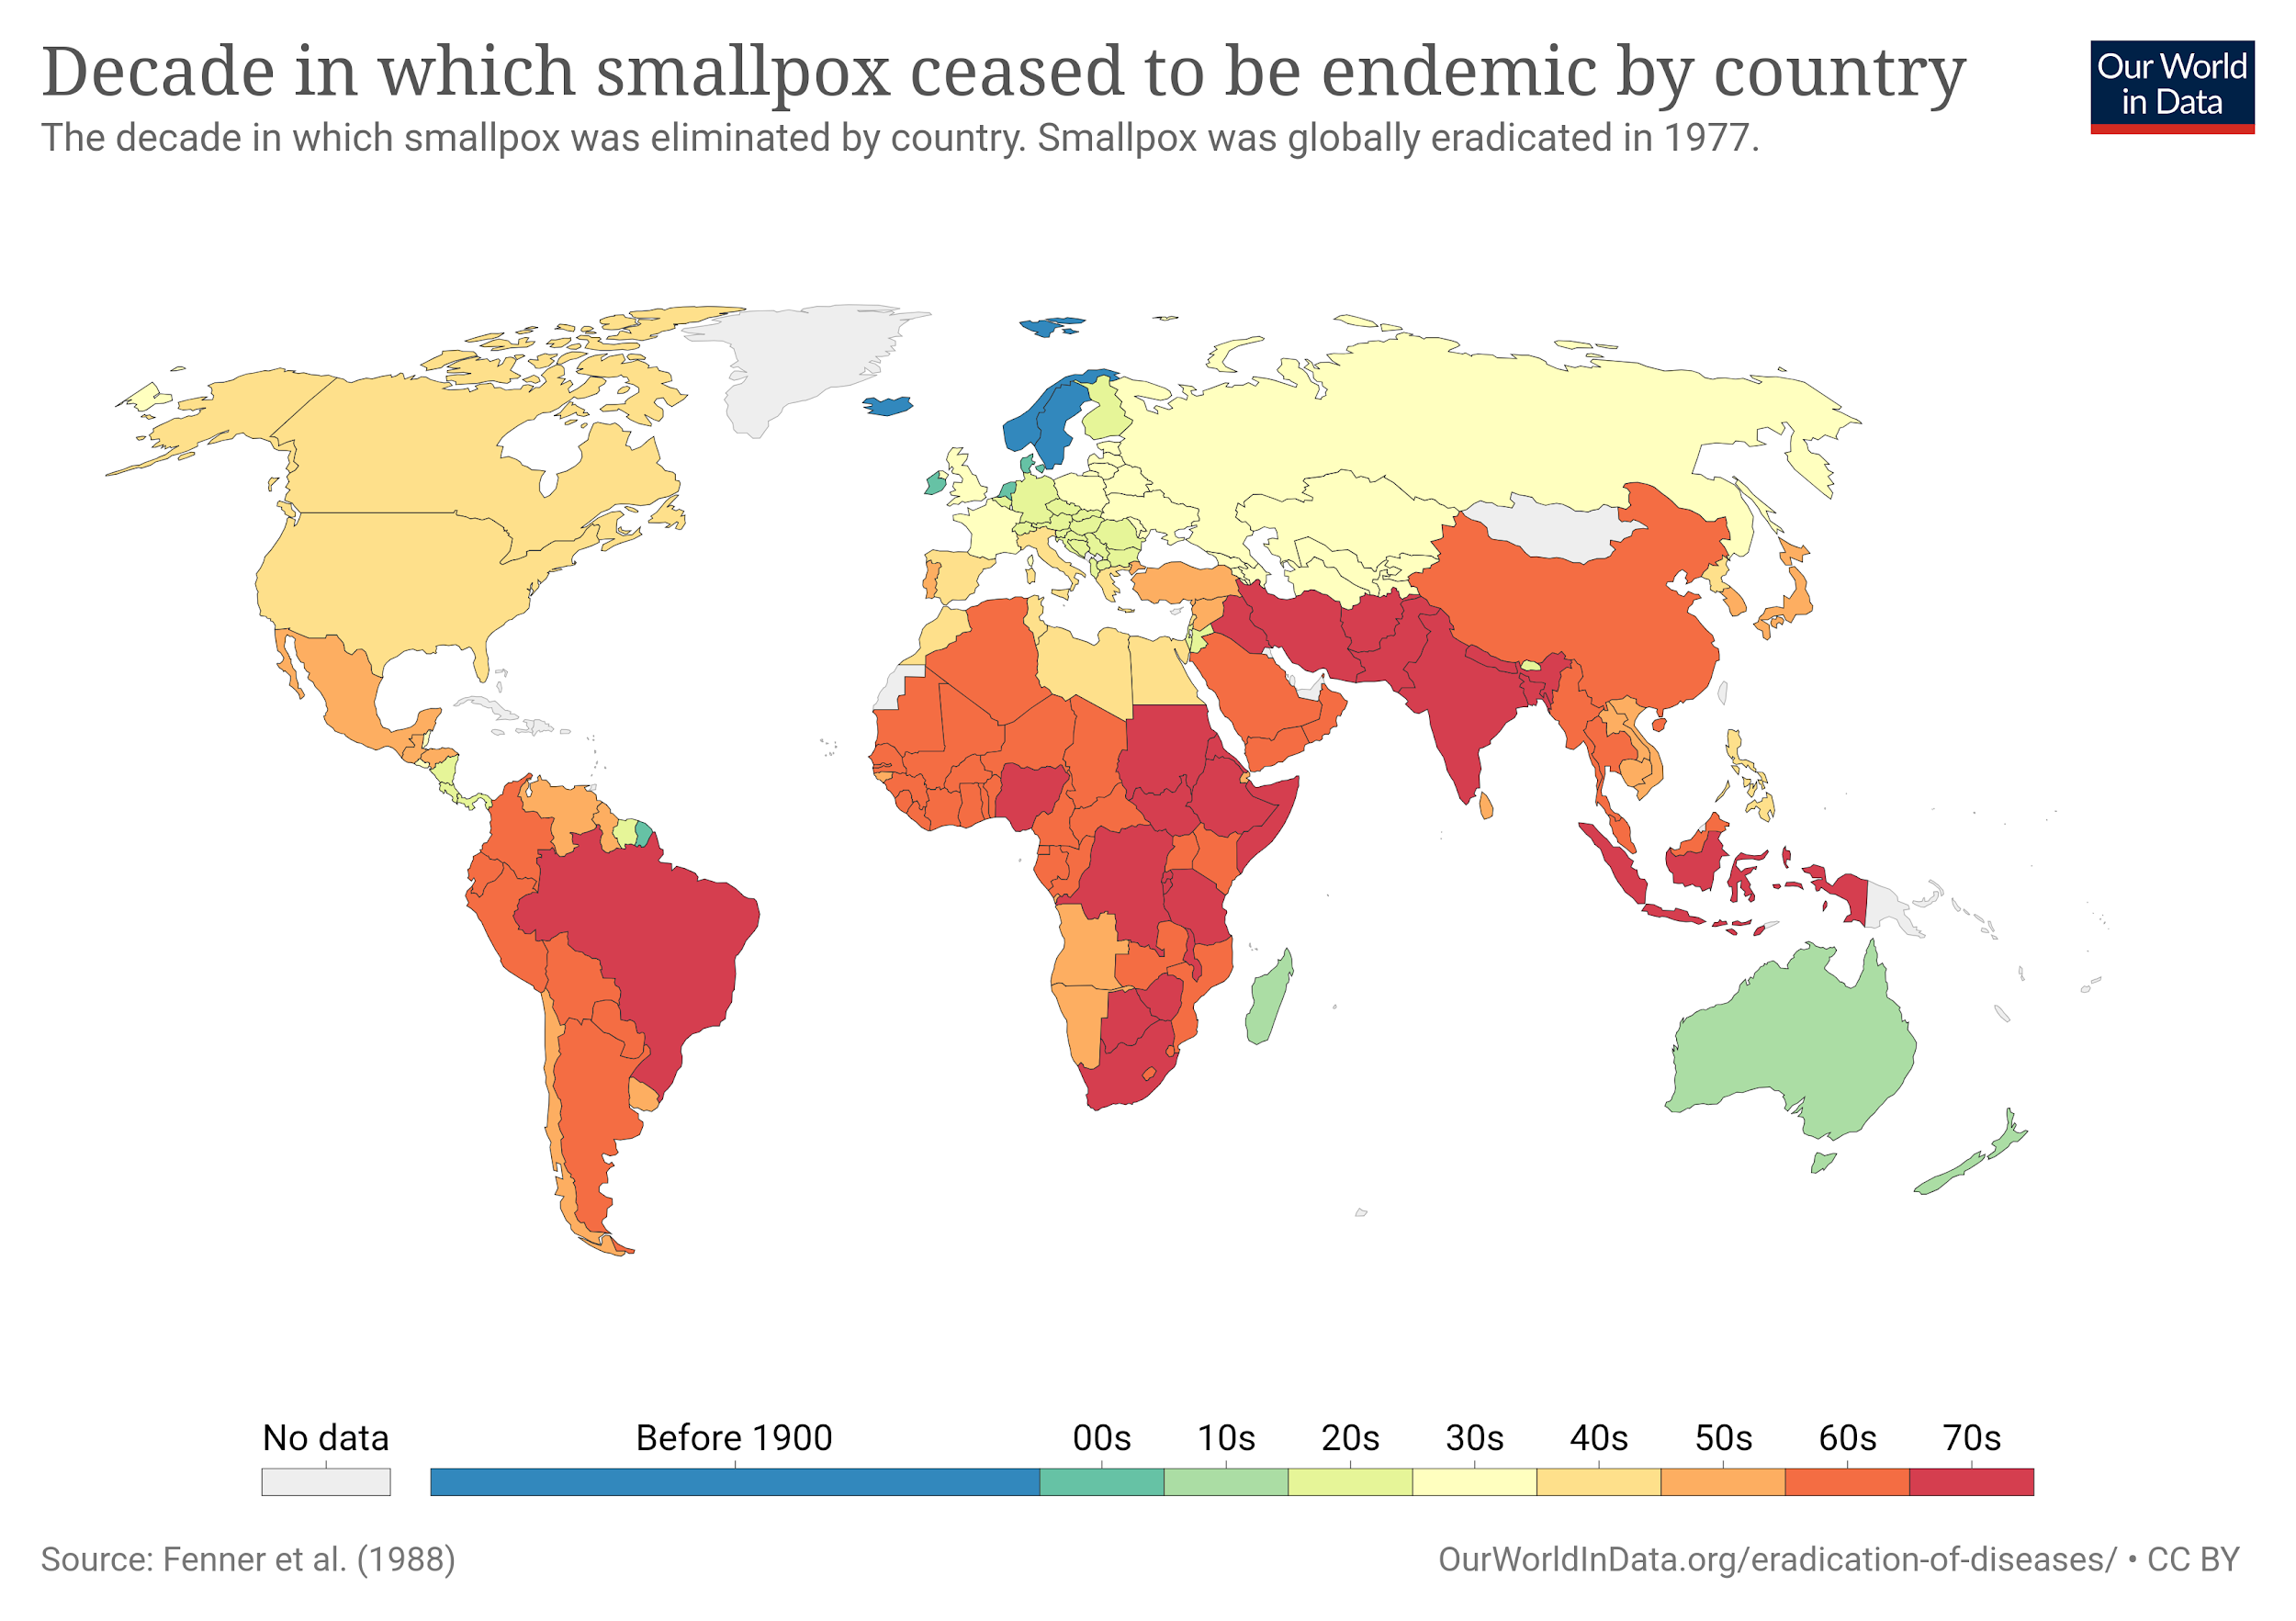 Decade in which smallpox ceased to be endemic by country
The decade in which smallpox was eliminated by country. Smallpox was globally eradicated in 1977.
Our World
in Data
No data
Before 1900
00s
10s
20s
30s
40s
50s
60s
70s
Source: Fenner et al. (1988)
OurWorldInData.org/eradication-of-diseases/ • CC BY